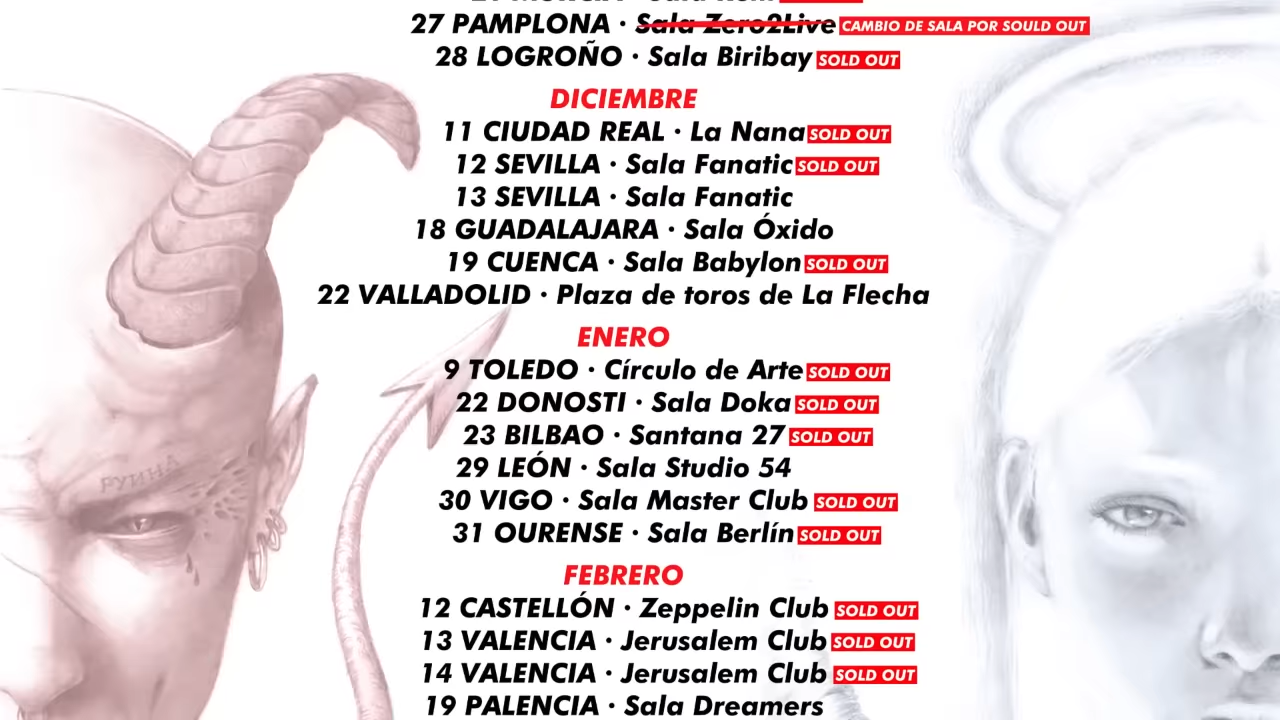 27 PAMPLONA · Sala Zero2Live CAMBIO DE SALA POR SOULD OUT
28 LOGROÑO · Sala Biribay SOLD OUT
DICIEMBRE
11 CIUDAD REAL · La Nana SOLD OUT
12 SEVILLA · Sala Fanatic SOLD OUT
13 SEVILLA · Sala Fanatic
18 GUADALAJARA · Sala Óxido
19 CUENCA · Sala Babylon SOLD OUT
22 VALLADOLID · Plaza de toros de La Flecha
ENERO
9 TOLEDO · Círculo de Arte SOLD OUT
22 DONOSTI · Sala Doka SOLD OUT
23 BILBAO · Santana 27 SOLD OUT
29 LEÓN · Sala Studio 54
30 VIGO · Sala Master Club SOLD OUT
31 OURENSE · Sala Berlín SOLD OUT
FEBRERO
12 CASTELLÓN · Zeppelin Club SOLD OUT
13 VALENCIA · Jerusalem Club SOLD OUT
14 VALENCIA · Jerusalem Club SOLD OUT
19 PALENCIA · Sala Dreamers
РУИНА